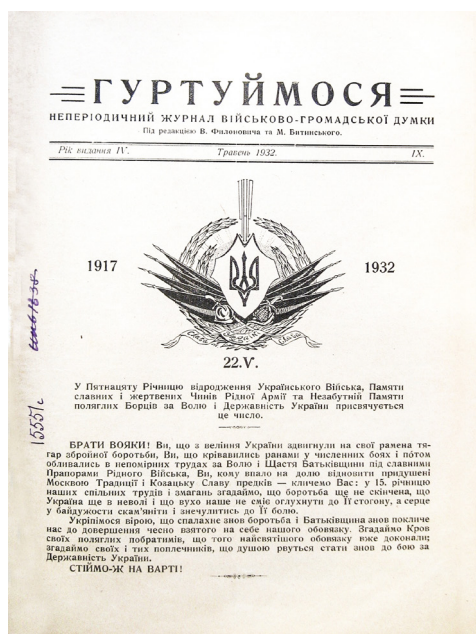 ГУРТУЙМОСЯ
НЕПЕРІОДИЧНИЙ ЖУРНАЛ ВІЙСЬКОВО-ГРОМАДСЬКОЇ ДУМКИ
Під редакцією В. Филоновича та М. Битинського.
Рік видання IV. Травень 1932. IX.
1917 1932
22.V.
У Пятнацяту Річницю відродження Українського Війська, Памяти
славних і жертвених Чинів Рідної Армії та Незабутній Памяти
поляглих Борців за Волю і Державність України присвячується
це число.
БРАТИ ВОЯКИ! Ви, що з веління України здвигнули на свої рамена тя-
гар збройної боротьби, Ви, що крівавились ранами у численних боях і потом
обливались в непомірних трудах за Волю і Щастя Батьківщини під славними
Прапорами Рідного Війська, Ви, кому впало на долю відновити придушені
Москвою Традиції і Козацьку Славу предків — кличемо Вас: у 15. річницю
наших спільних трудів і змагань згадаймо, що боротьба ще не скінчена, що
Україна ще в неволі і що вухо наше не сміє оглухнути до Її стогону, а серце
у байдужости скам'яніти і знечулитись до Її болю.
Укріпімося вірою, що спалахне знов боротьба і Батьківщина знов покличе
нас до довершення чесно взятого на себе нашого обовязку. Згадаймо Кров
своїх поляглих побратимів, що того найсвятішого обовязку вже доконали;
згадаймо своїх і тих поплечників, що душою рвуться стати знов до бою за
Державність України.
СТІЙМО-Ж НА ВАРТІ!